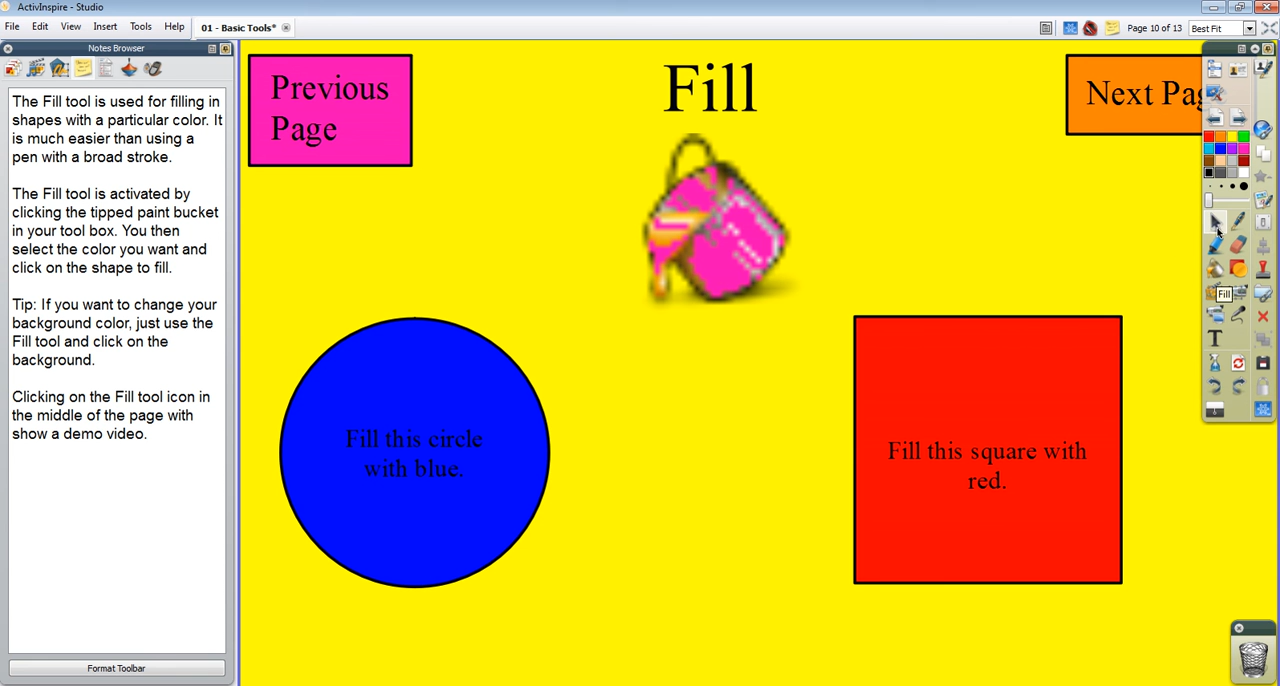 ActivInspire - Studio
File Edit View Insert Tools Help
01 - Basic Tools*
Page 10 of 13
Best Fit
Notes Browser
The Fill tool is used for filling in
shapes with a particular color. It
is much easier than using a
pen with a broad stroke.
The Fill tool is activated by
clicking the tipped paint bucket
in your tool box. You then
select the color you want and
click on the shape to fill.
Tip: If you want to change your
background color, just use the
Fill tool and click on the
background.
Clicking on the Fill tool icon in
the middle of the page with
show a demo video.
Format Toolbar
Previous
Page
Fill
Next Pag
Fill this circle
with blue.
Fill this square with
red.
Fill
T